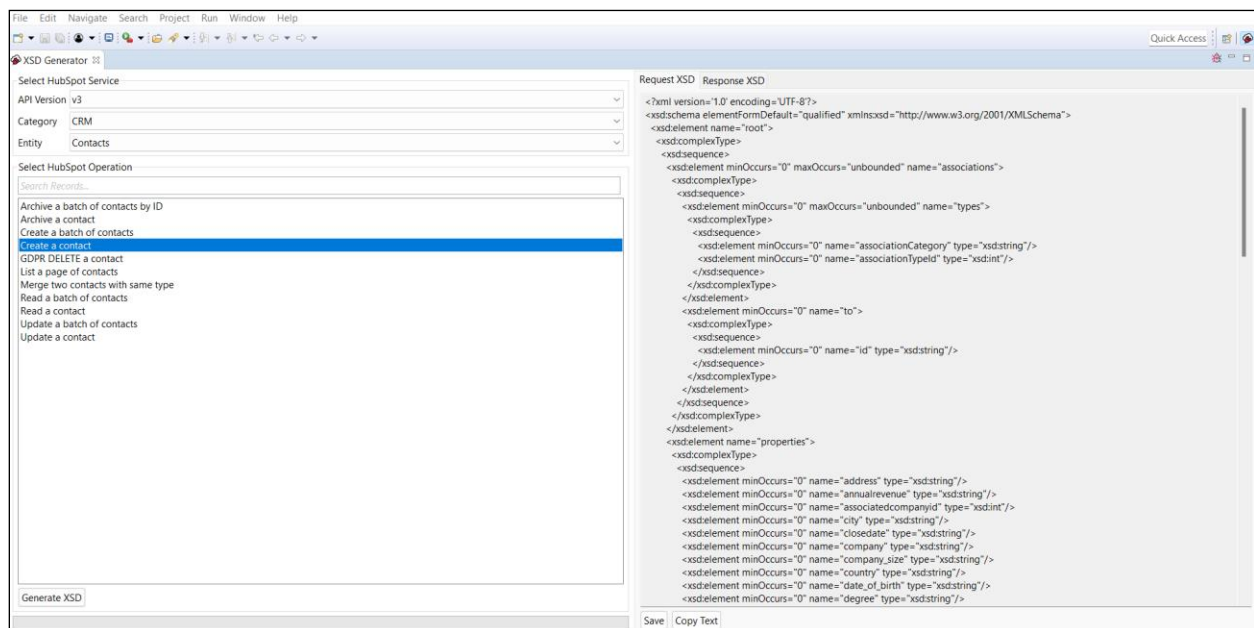 File Edit Navigate Search Project Run Window Help
Quick Access
XSD Generator
Select HubSpot Service
API Version v3
Category CRM
Entity Contacts
Select HubSpot Operation
Search Records...
Archive a batch of contacts by ID
Archive a contact
Create a batch of contacts
Create a contact
GDPR DELETE a contact
List a page of contacts
Merge two contacts with same type
Read a batch of contacts
Read a contact
Update a batch of contacts
Update a contact
Generate XSD
Request XSD Response XSD
<?xml version='1.0' encoding='UTF-8'?>
<xsd:schema elementFormDefault="qualified" xmlns:xsd="http://www.w3.org/2001/XMLSchema">
<xsd:element name="root">
<xsd:complexType>
<xsd:sequence>
<xsd:element minOccurs="0" maxOccurs="unbounded" name="associations">
<xsd:complexType>
<xsd:sequence>
<xsd:element minOccurs="0" maxOccurs="unbounded" name="types">
<xsd:complexType>
<xsd:sequence>
<xsd:element minOccurs="0" name="associationCategory" type="xsd:string"/>
<xsd:element minOccurs="0" name="associationTypeId" type="xsd:int"/>
</xsd:sequence>
</xsd:complexType>
</xsd:element>
<xsd:element minOccurs="0" name="to">
<xsd:complexType>
<xsd:sequence>
<xsd:element minOccurs="0" name="id" type="xsd:string"/>
</xsd:sequence>
</xsd:complexType>
</xsd:element>
</xsd:sequence>
</xsd:complexType>
</xsd:element>
<xsd:element name="properties">
<xsd:complexType>
<xsd:sequence>
<xsd:element minOccurs="0" name="address" type="xsd:string"/>
<xsd:element minOccurs="0" name="annualrevenue" type="xsd:string"/>
<xsd:element minOccurs="0" name="associatedcompanyid" type="xsd:int"/>
<xsd:element minOccurs="0" name="city" type="xsd:string"/>
<xsd:element minOccurs="0" name="closedate" type="xsd:string"/>
<xsd:element minOccurs="0" name="company" type="xsd:string"/>
<xsd:element minOccurs="0" name="company_size" type="xsd:string"/>
<xsd:element minOccurs="0" name="country" type="xsd:string"/>
<xsd:element minOccurs="0" name="date_of_birth" type="xsd:string"/>
<xsd:element minOccurs="0" name="degree" type="xsd:string"/>
Save Copy Text